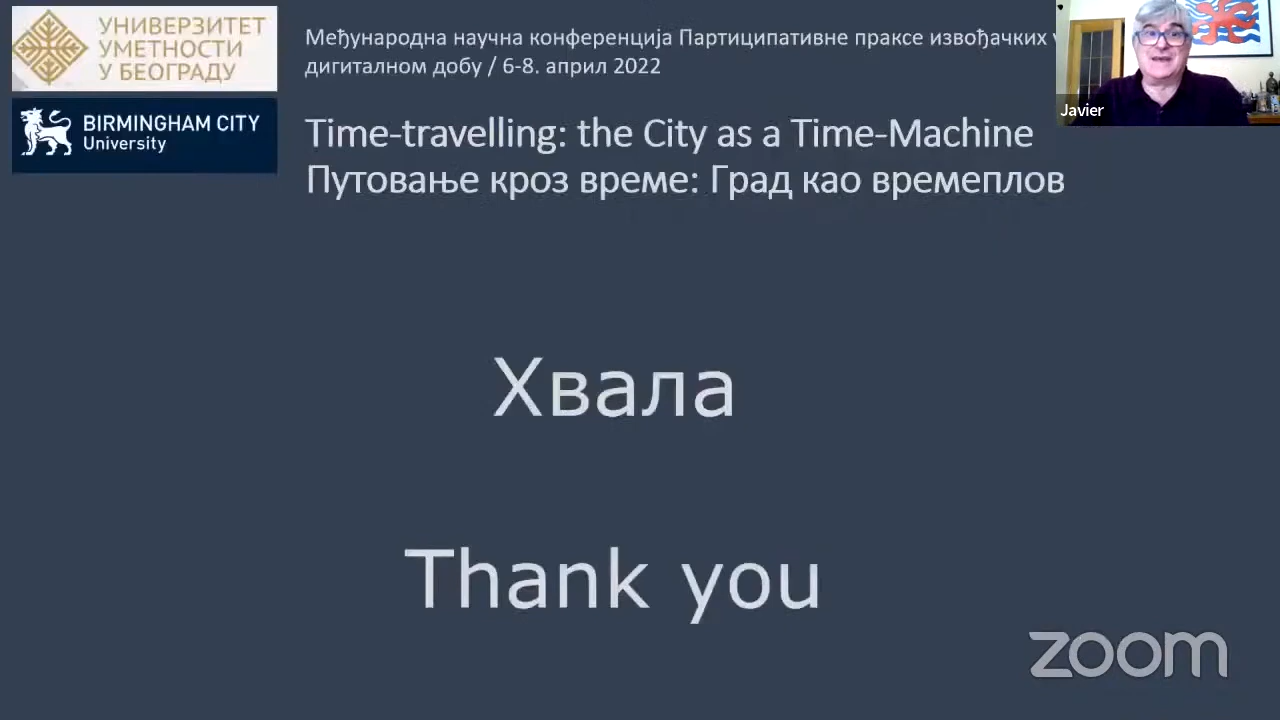 УНИВЕРЗИТЕТ
УМЕТНОСТИ
У БЕОГРАДУ
BIRMINGHAM CITY
University
Међународна научна конференција Партиципативне праксе извођачких
дигиталном добу / 6-8. април 2022
Time-travelling: the City as a Time-Machine
Путовање кроз време: Град као времеплов
Javier
Хвала
Thank you
zoom